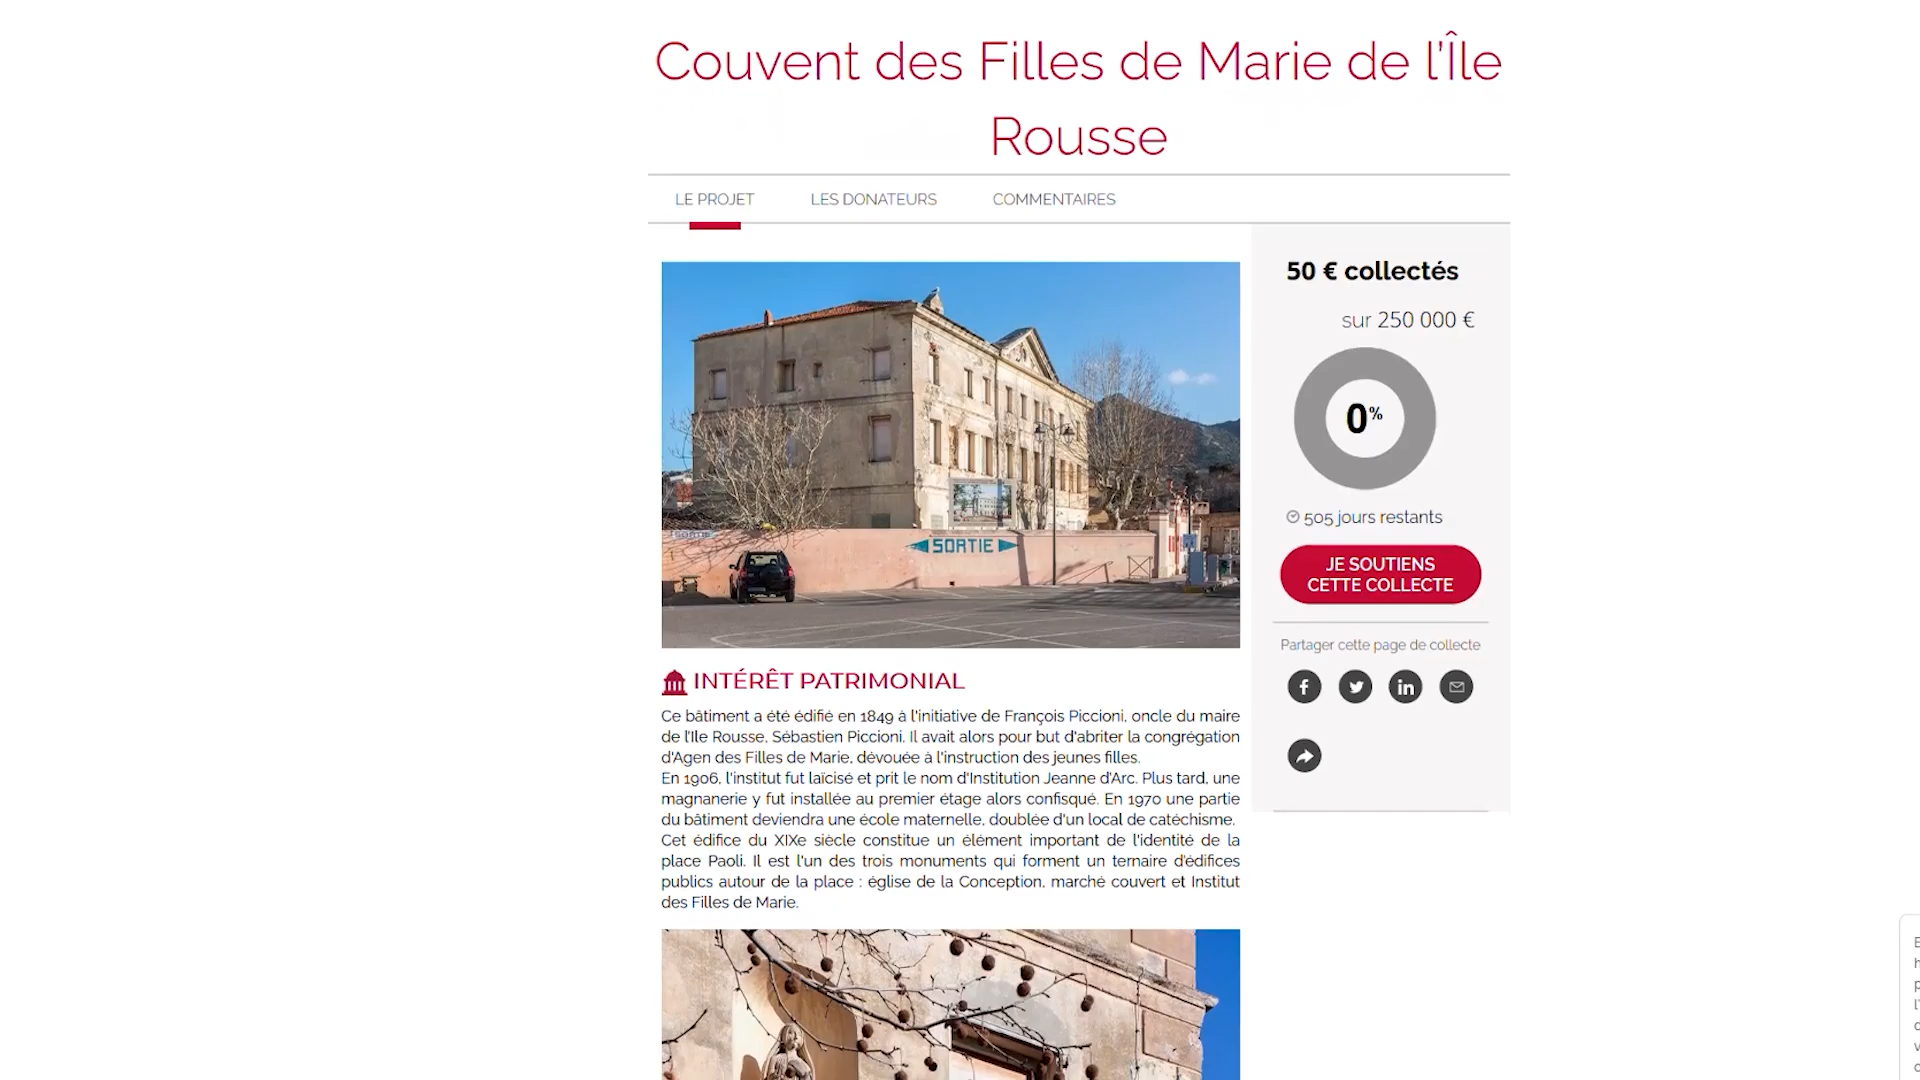 Couvent des Filles de Marie de l'Île
Rousse
LE PROJET
LES DONATEURS
COMMENTAIRES
SORTIE
50 € collectés
sur 250 000 €
0%
505 jours restants
JE SOUTIENS
CETTE COLLECTE
Partager cette page de collecte
INTÉRÊT PATRIMONIAL
Ce bâtiment a été édifié en 1849 à l'initiative de François Piccioni, oncle du maire
de l'Ile Rousse, Sébastien Piccioni. Il avait alors pour but d'abriter la congrégation
d'Agen des Filles de Marie, dévouée à l'instruction des jeunes filles.
En 1906, l'institut fut laïcisé et prit le nom d'Institution Jeanne d'Arc. Plus tard, une
magnanerie y fut installée au premier étage alors confisqué. En 1970 une partie
du bâtiment deviendra une école maternelle, doublée d'un local de catéchisme.
Cet édifice du XIXe siècle constitue un élément important de l'identité de la
place Paoli. Il est l'un des trois monuments qui forment un ternaire d'édifices
publics autour de la place : église de la Conception, marché couvert et Institut
des Filles de Marie.